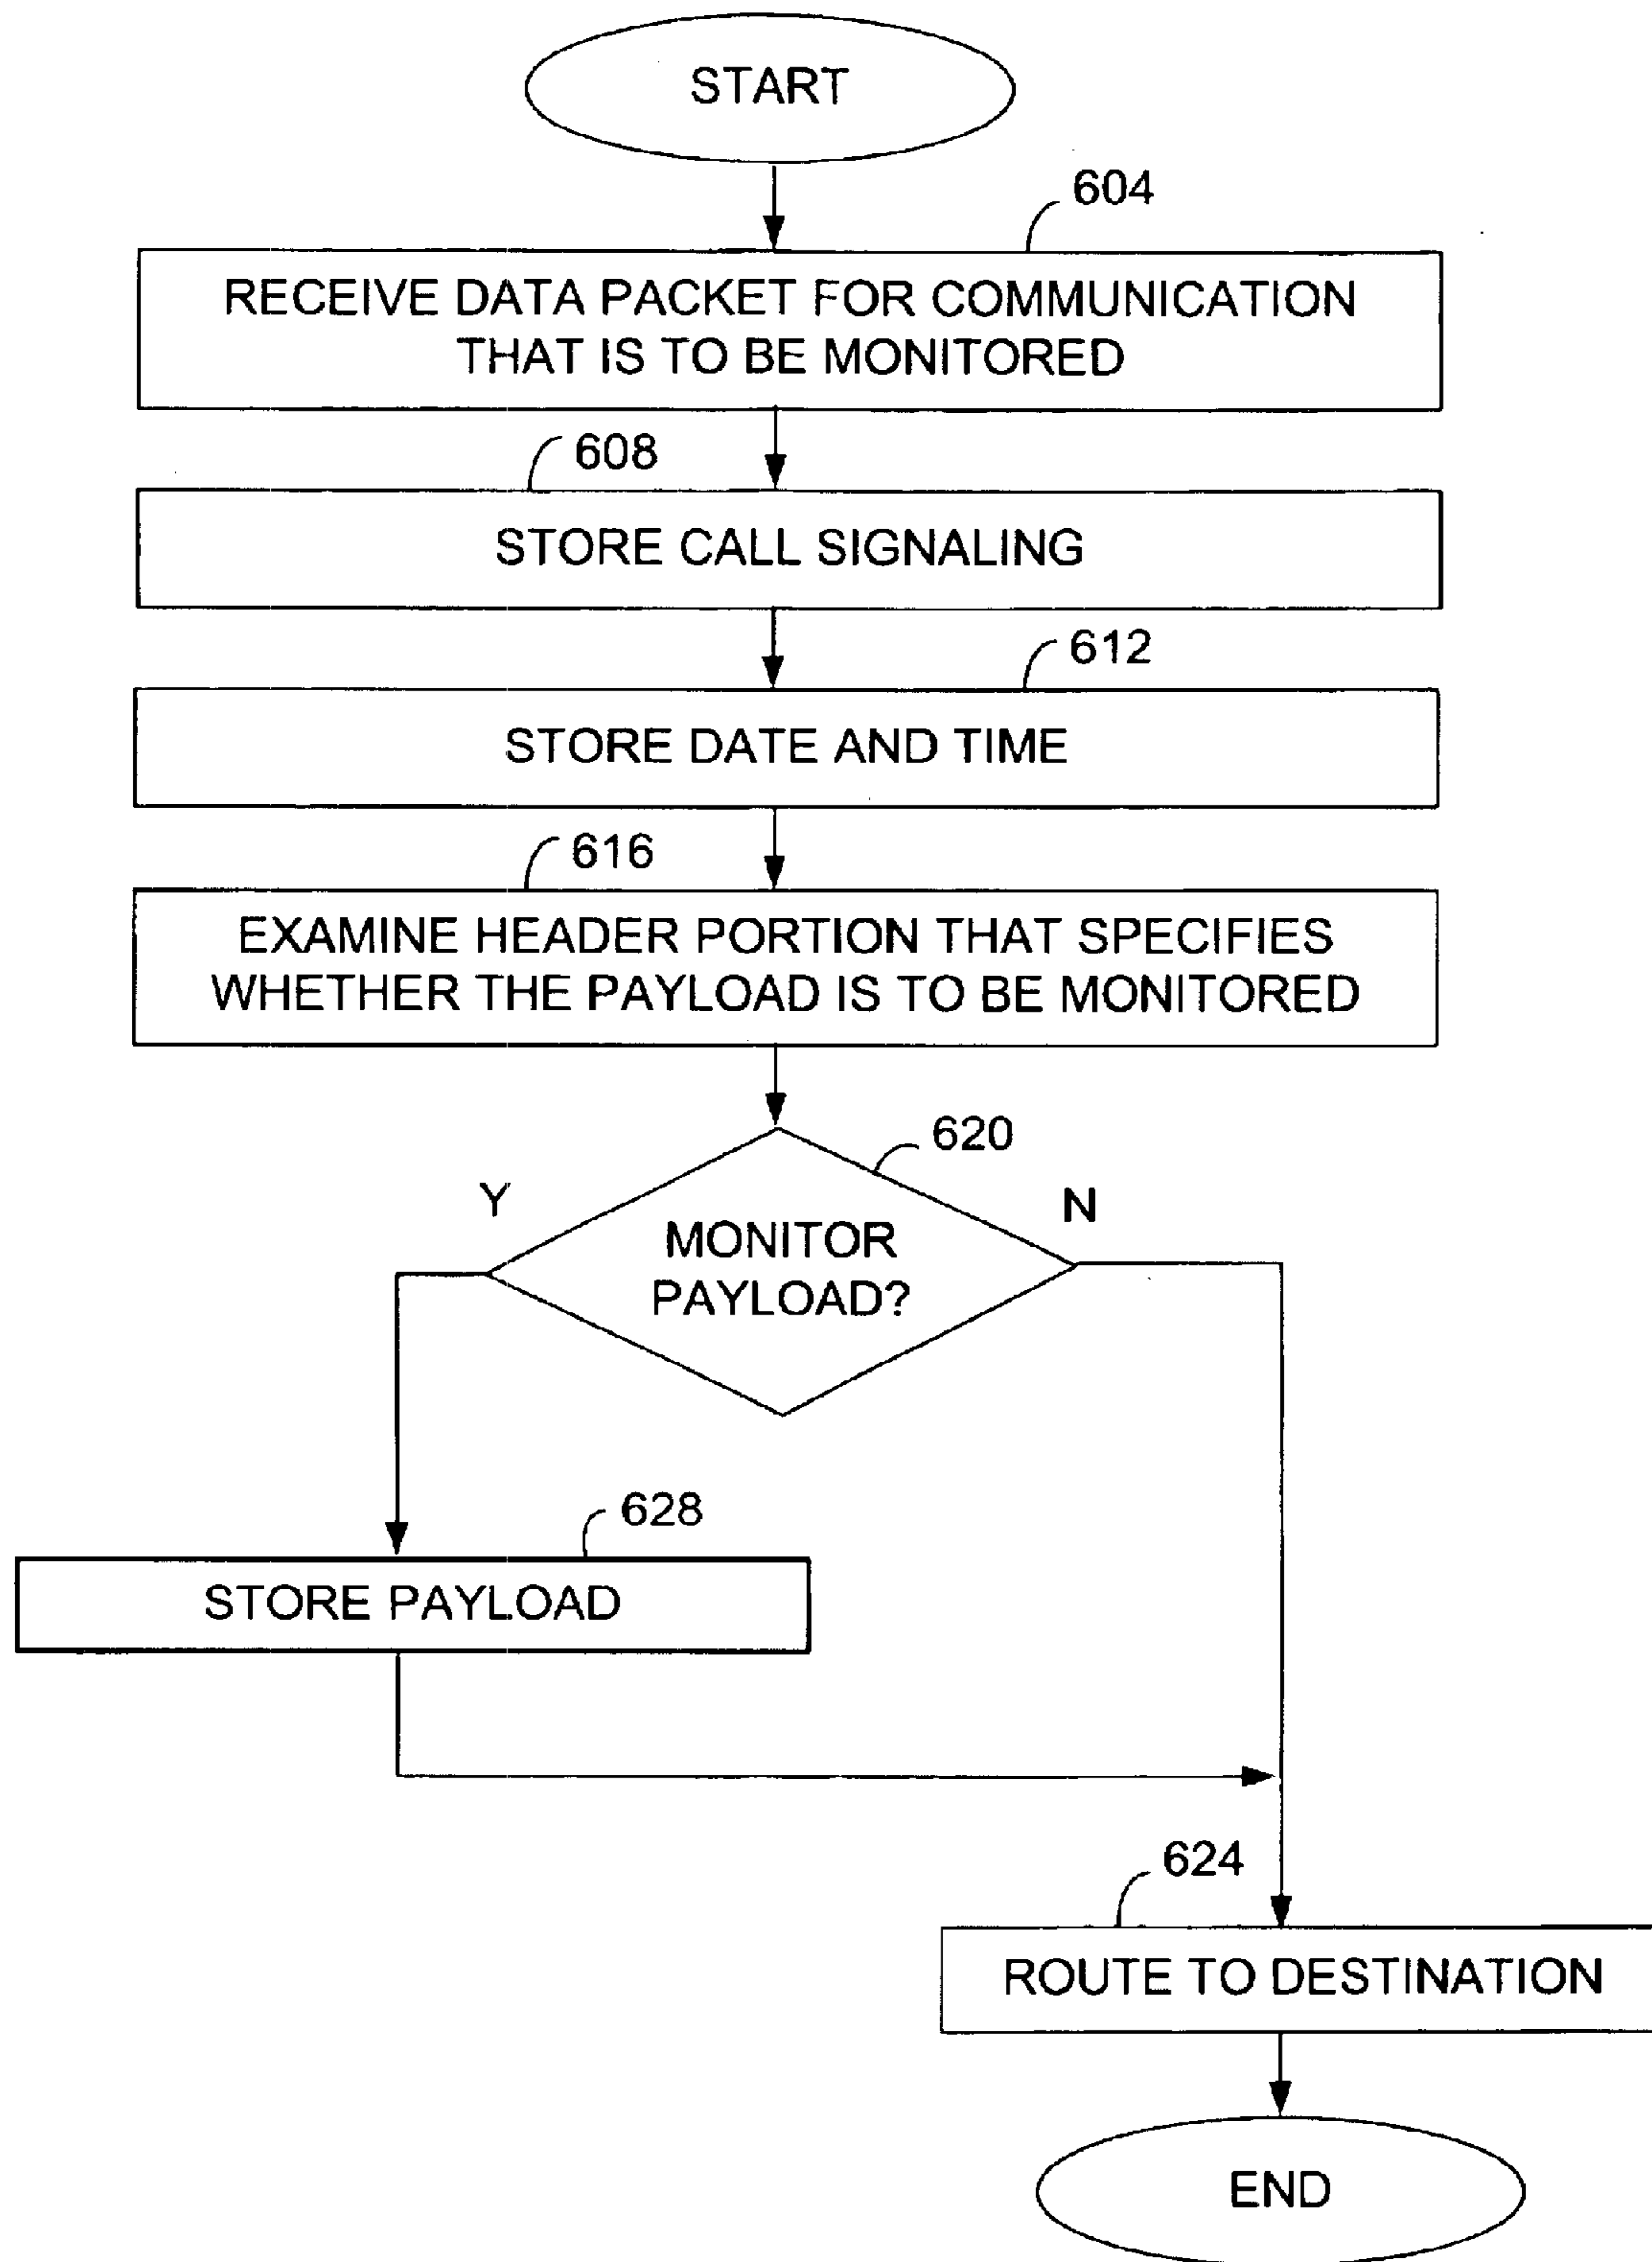 START
604
RECEIVE DATA PACKET FOR COMMUNICATION
THAT IS TO BE MONITORED
608
STORE CALL SIGNALING
612
STORE DATE AND TIME
616
EXAMINE HEADER PORTION THAT SPECIFIES
WHETHER THE PAYLOAD IS TO BE MONITORED
620
Y
N
MONITOR
PAYLOAD?
628
STORE PAYLOAD
624
ROUTE TO DESTINATION
END